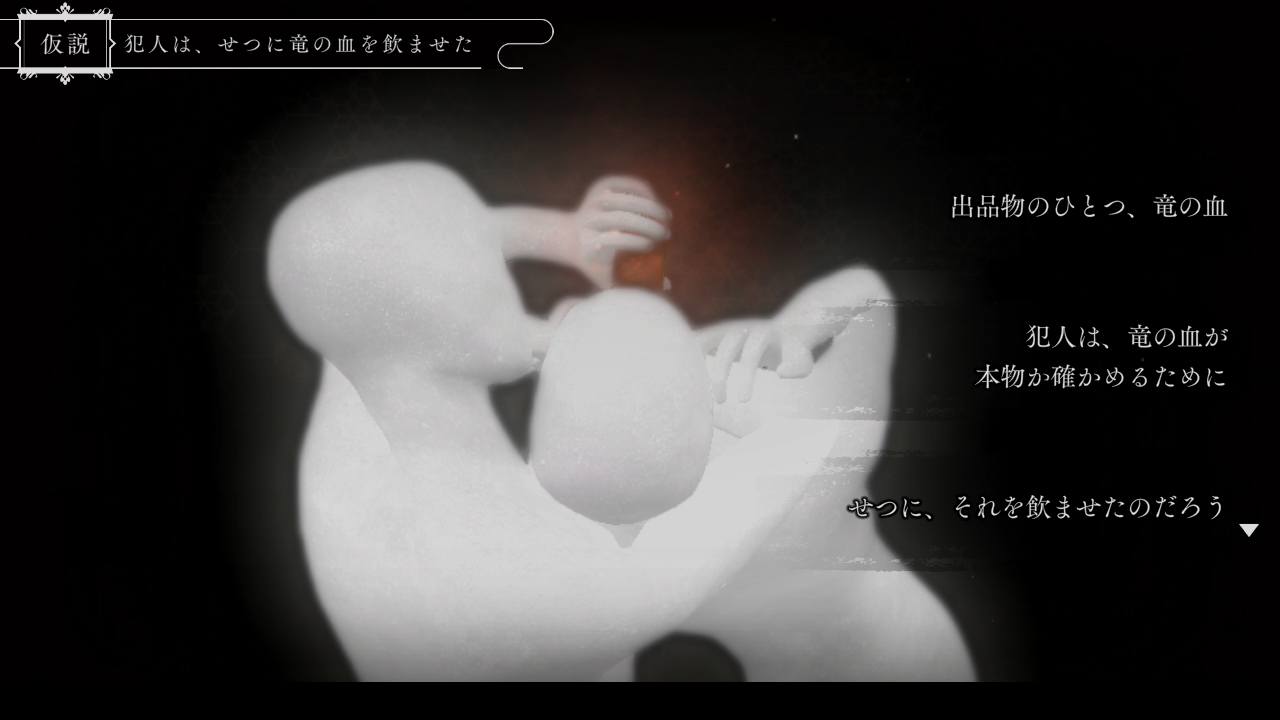 仮説
犯人は、せつに竜の血を飲ませた
出品物のひとつ、竜の血
犯人は、竜の血が
本物か確かめるために
せつに、それを飲ませたのだろう